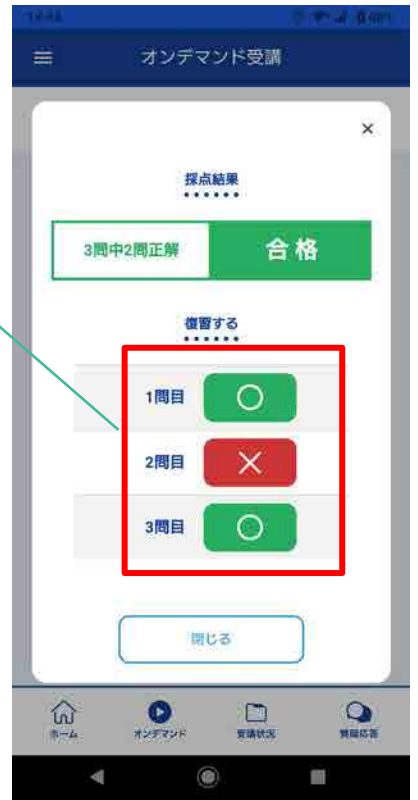 オンデマンド受講
×
採点結果
3問中2問正解
合格
復習する
1問目 ○
2問目 ×
3問目 ○
閉じる
ホーム
オンデマンド
受講状況
質疑応答